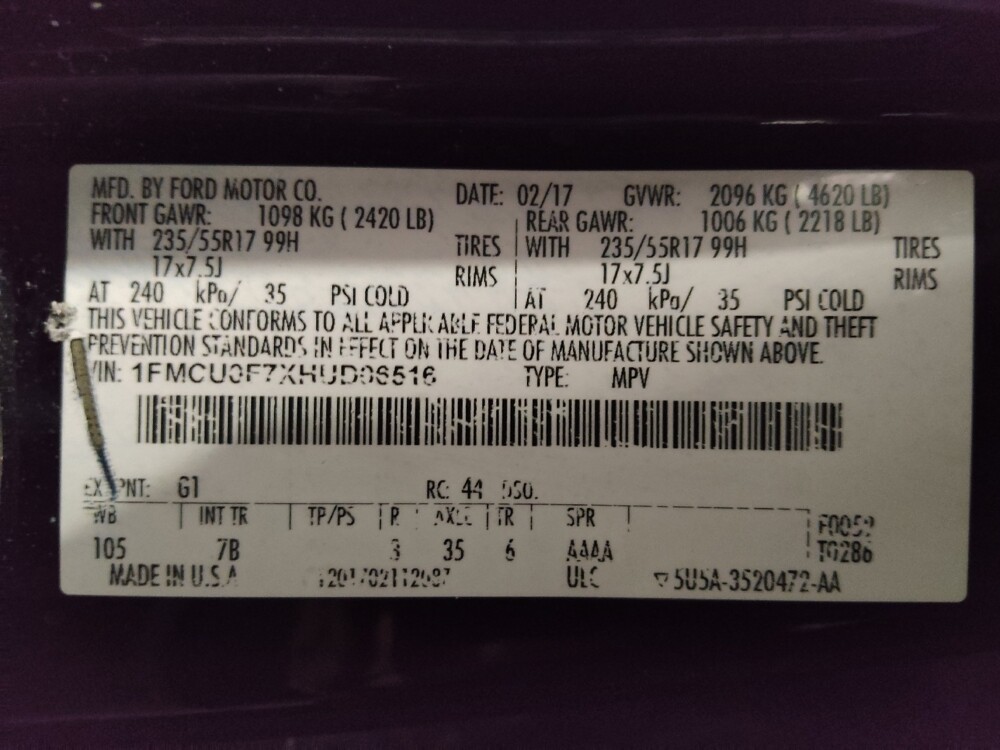 MFD. BY FORD MOTOR CO. DATE: 02/17 GVWR: 2096 KG ( 4620 LB)
FRONT GAWR: 1098 KG ( 2420 LB) REAR GAWR: 1006 KG ( 2218 LB)
WITH 235/55R17 99H TIRES WITH 235/55R17 99H TIRES
17x7.5J RIMS 17x7.5J RIMS
AT 240 kPa/ 35 PSI COLD AT 240 kPa/ 35 PSI COLD
THIS VEHICLE CONFORMS TO ALL APPLICABLE FEDERAL MOTOR VEHICLE SAFETY AND THEFT
PREVENTION STANDARDS IN EFFECT ON THE DATE OF MANUFACTURE SHOWN ABOVE.
VIN: TYPE: MPV
EXT PNT: G1 RC: 44
WB INT TR TP/PS R AXLE TR SPR
105 7B 3 35 6 AAAA T0286
MADE IN U.S.A ULC 5U5A-3520472-AA